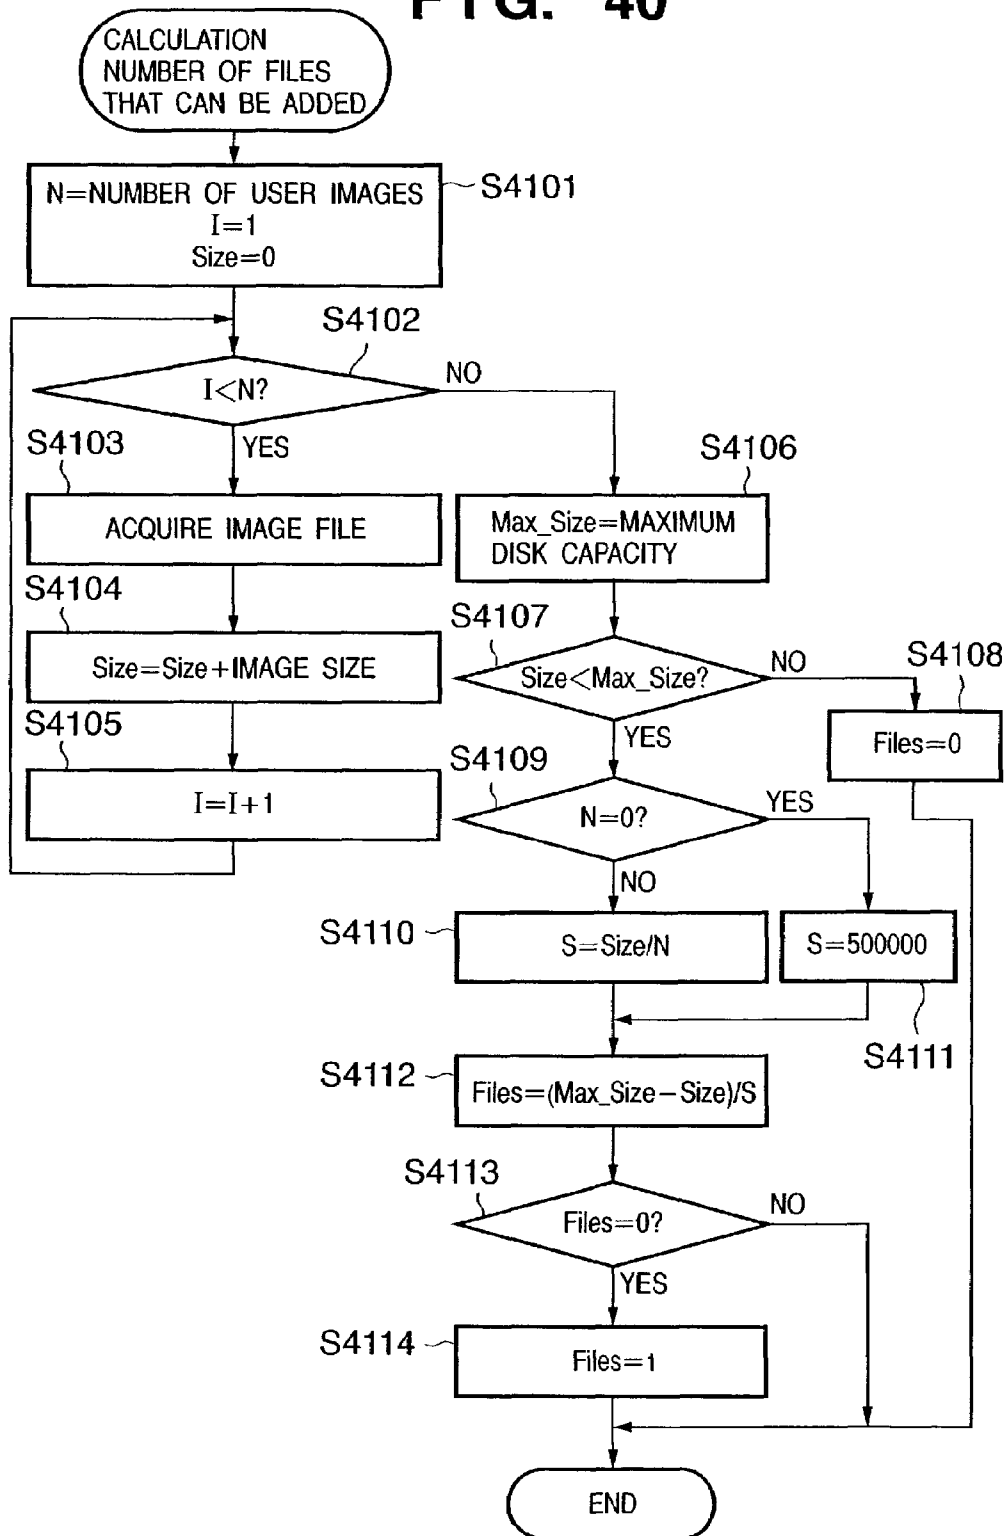 FIG. 40
CALCULATION
NUMBER OF FILES
THAT CAN BE ADDED
N=NUMBER OF USER IMAGES
I=1
Size=0
S4101
S4102
I<N?
NO
YES
S4103
ACQUIRE IMAGE FILE
S4104
Size=Size+IMAGE SIZE
S4105
I=I+1
S4106
Max_Size=MAXIMUM
DISK CAPACITY
S4107
Size<Max_Size?
NO
YES
S4108
Files=0
S4109
N=0?
YES
NO
S4110
S=Size/N
S=500000
S4111
S4112
Files=(Max_Size−Size)/S
S4113
Files=0?
NO
YES
S4114
Files=1
END